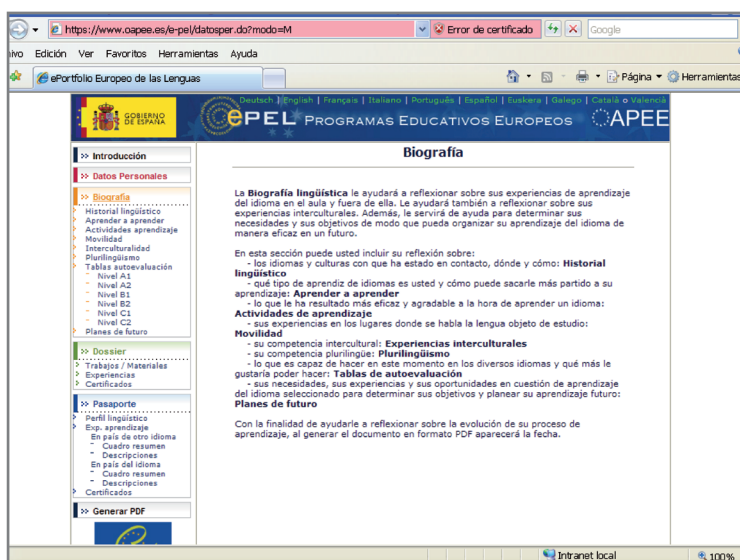 https://www.oapee.es/e-pel/datosper.do?modo=M
Error de certificado
Google
ivo Edición Ver Favoritos Herramientas Ayuda
ePortfolio Europeo de las Lenguas
Página
Herramientas
GOBIERNO
DE ESPAÑA
Deutsch | English | Français | Italiano | Português | Español | Euskera | Galego | Català o Valencià
ePEL PROGRAMAS EDUCATIVOS EUROPEOS OAPEE
>> Introducción
>> Datos Personales
>> Biografía
Historial lingüístico
Aprender a aprender
Actividades aprendizaje
Movilidad
Interculturalidad
Plurilingüismo
Tablas autoevaluación
Nivel A1
Nivel A2
Nivel B1
Nivel B2
Nivel C1
Nivel C2
Planes de futuro
>> Dossier
Trabajos / Materiales
Experiencias
Certificados
>> Pasaporte
Perfil lingüístico
Exp. aprendizaje
En país de otro idioma
Cuadro resumen
Descripciones
En país del idioma
Cuadro resumen
Descripciones
Certificados
>> Generar PDF
Biografía
La Biografía lingüística le ayudará a reflexionar sobre sus experiencias de aprendizaje
del idioma en el aula y fuera de ella. Le ayudará también a reflexionar sobre sus
experiencias interculturales. Además, le servirá de ayuda para determinar sus
necesidades y sus objetivos de modo que pueda organizar su aprendizaje del idioma de
manera eficaz en un futuro.
En esta sección puede usted incluir su reflexión sobre:
- los idiomas y culturas con que ha estado en contacto, dónde y cómo: Historial
lingüístico
- qué tipo de aprendiz de idiomas es usted y cómo puede sacarle más partido a su
aprendizaje: Aprender a aprender
- lo que le ha resultado más eficaz y agradable a la hora de aprender un idioma:
Actividades de aprendizaje
- sus experiencias en los lugares donde se habla la lengua objeto de estudio:
Movilidad
- su competencia intercultural: Experiencias interculturales
- su competencia plurilingüe: Plurilingüismo
- lo que es capaz de hacer en este momento en los diversos idiomas y qué más le
gustaría poder hacer: Tablas de autoevaluación
- sus necesidades, sus experiencias y sus oportunidades en cuestión de aprendizaje
del idioma seleccionado para determinar sus objetivos y planear su aprendizaje futuro:
Planes de futuro
Con la finalidad de ayudarle a reflexionar sobre la evolución de su proceso de
aprendizaje, al generar el documento en formato PDF aparecerá la fecha.
Intranet local
100%